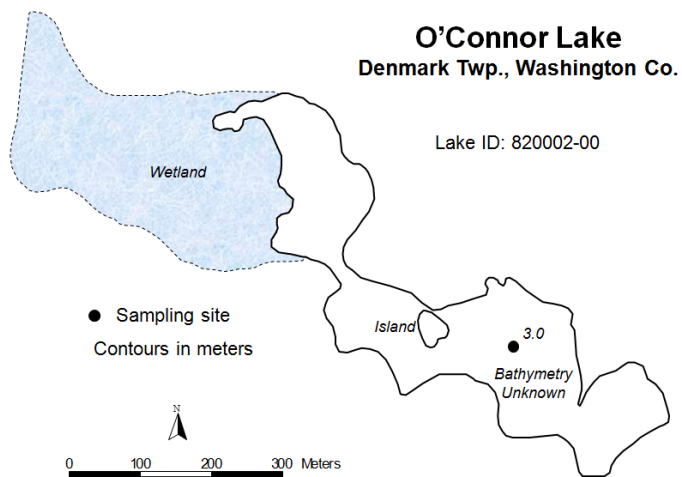 O'Connor Lake
Denmark Twp., Washington Co.
Lake ID: 820002-00
Wetland
Sampling site
Contours in meters
Island
3.0
Bathymetry
Unknown
N
0 100 200 300 Meters